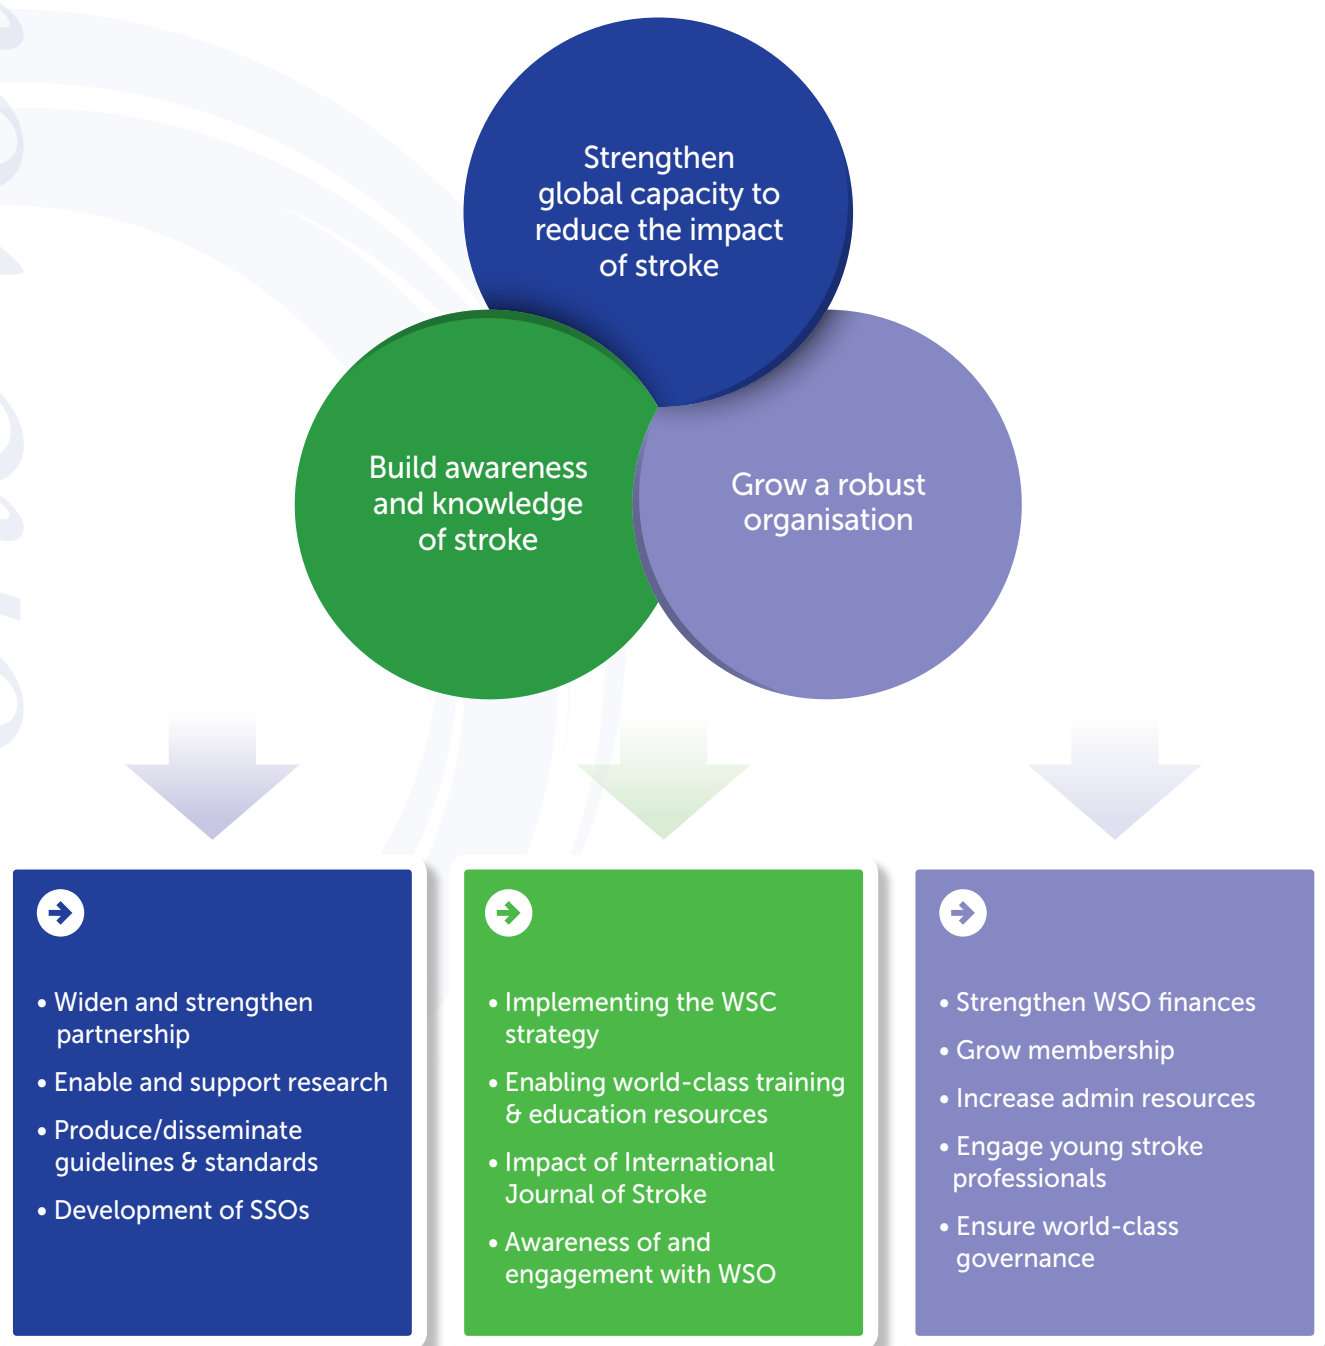 Strengthen
global capacity to
reduce the impact
of stroke
Build awareness
and knowledge
of stroke
Grow a robust
organisation
• Widen and strengthen
partnership
• Enable and support research
• Produce/disseminate
guidelines & standards
• Development of SSOs
• Implementing the WSC
strategy
• Enabling world-class training
& education resources
• Impact of International
Journal of Stroke
• Awareness of and
engagement with WSO
• Strengthen WSO finances
• Grow membership
• Increase admin resources
• Engage young stroke
professionals
• Ensure world-class
governance